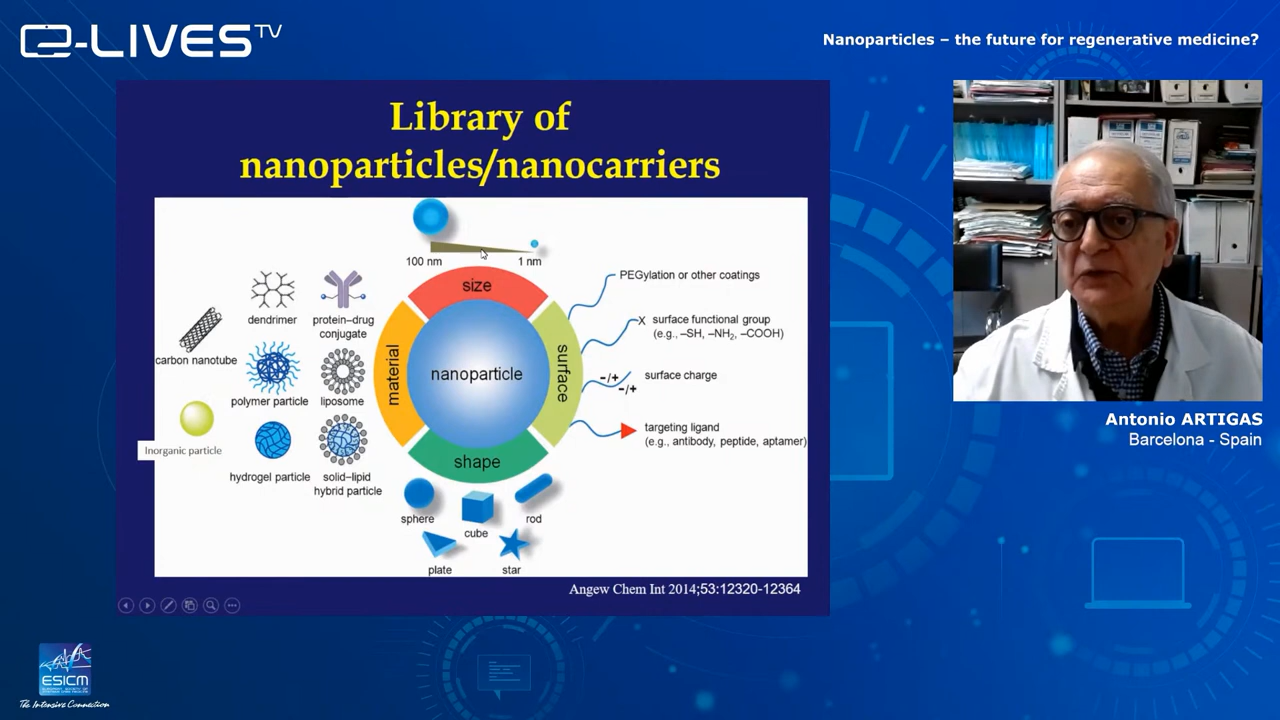 e-LIVES TV
Nanoparticles – the future for regenerative medicine?
Library of
nanoparticles/nanocarriers
100 nm
1 nm
size
material
nanoparticle
surface
shape
dendrimer
protein–drug
conjugate
carbon nanotube
polymer particle
liposome
Inorganic particle
hydrogel particle
solid–lipid
hybrid particle
PEGylation or other coatings
X surface functional group
(e.g., –SH, –NH₂, –COOH)
–/+
–/+
surface charge
targeting ligand
(e.g., antibody, peptide, aptamer)
sphere
cube
rod
plate
star
Angew Chem Int 2014;53:12320-12364
Antonio ARTIGAS
Barcelona - Spain
ESICM
The Intensive Connection